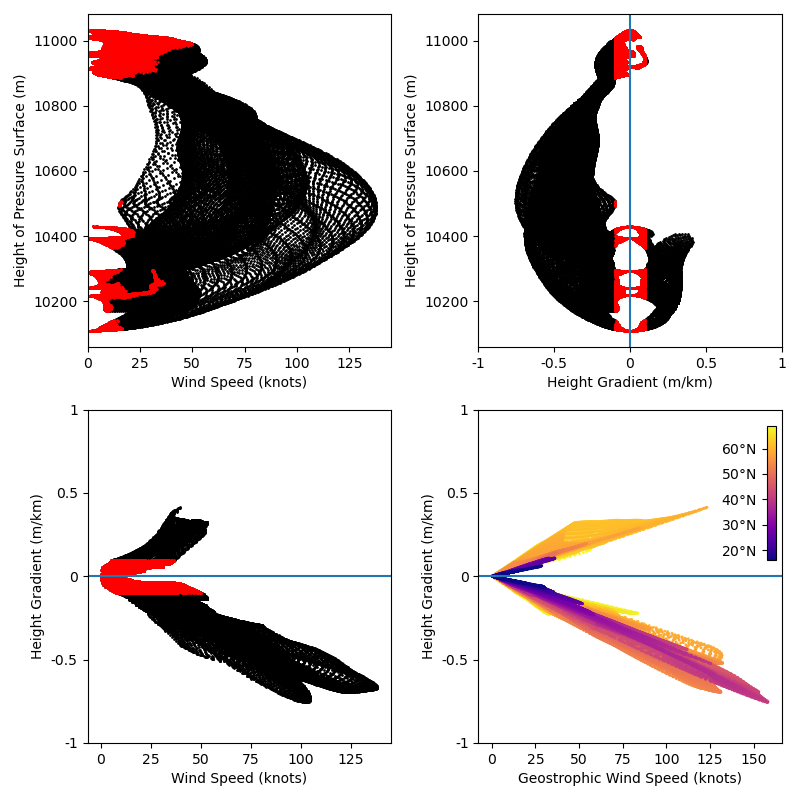 11000
10800
10600
10400
10200
Height of Pressure Surface (m)
0 25 50 75 100 125
Wind Speed (knots)
11000
10800
10600
10400
10200
Height of Pressure Surface (m)
-1 -0.5 0 0.5 1
Height Gradient (m/km)
1
0.5
0
-0.5
-1
Height Gradient (m/km)
0 25 50 75 100 125
Wind Speed (knots)
1
0.5
0
-0.5
-1
Height Gradient (m/km)
60°N
50°N
40°N
30°N
20°N
0 25 50 75 100 125 150
Geostrophic Wind Speed (knots)